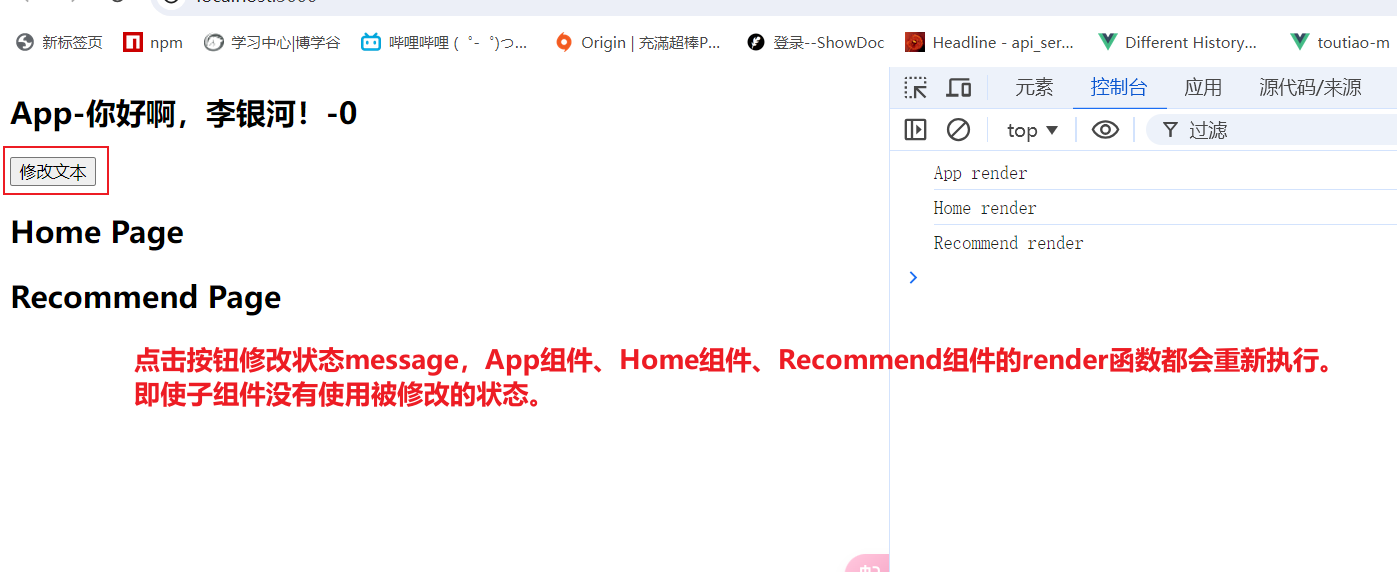 新标签页 npm 学习中心|博学谷 哔哩哔哩 (゜-゜)つ... Origin | 充满超棒P... 登录--ShowDoc Headline - api_ser... Different History... toutiao-m
元素 控制台 应用 源代码/来源
top ▼ 过滤
App-你好啊，李银河！-0
修改文本
Home Page
Recommend Page
App render
Home render
Recommend render
点击按钮修改状态message，App组件、Home组件、Recommend组件的render函数都会重新执行。
即使子组件没有使用被修改的状态。